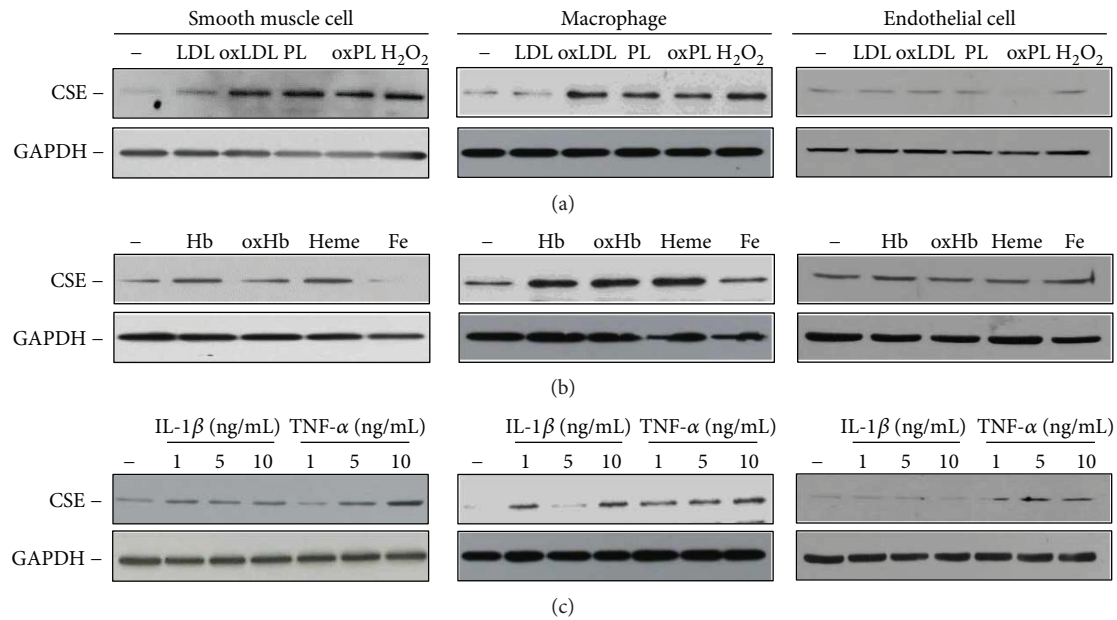 Smooth muscle cell Macrophage Endothelial cell
– LDL oxLDL PL oxPL H₂O₂ – LDL oxLDL PL oxPL H₂O₂ – LDL oxLDL PL oxPL H₂O₂
CSE –
GAPDH –
(a)
– Hb oxHb Heme Fe – Hb oxHb Heme Fe – Hb oxHb Heme Fe
CSE –
GAPDH –
(b)
IL-1β (ng/mL) TNF-α (ng/mL) IL-1β (ng/mL) TNF-α (ng/mL) IL-1β (ng/mL) TNF-α (ng/mL)
– 1 5 10 1 5 10 – 1 5 10 1 5 10 – 1 5 10 1 5 10
CSE –
GAPDH –
(c)